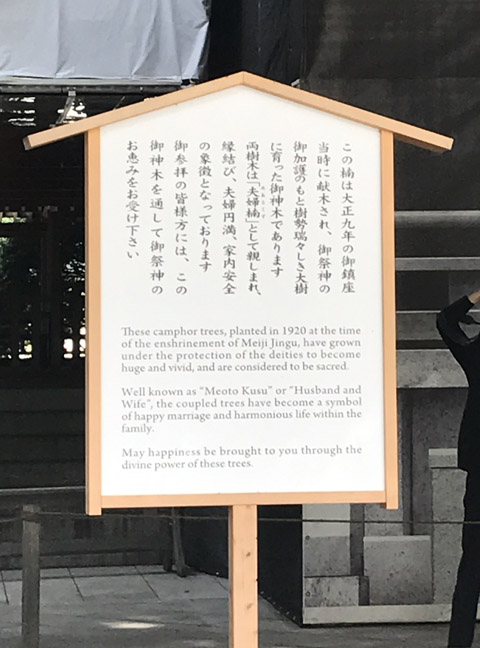 この楠は大正九年の御鎮座
当時に献木され、御祭神の
御加護のもと樹勢瑞々しき大樹
に育った御神木であります
両樹木は「夫婦楠」として親しまれ、
縁結び、夫婦円満、家内安全
の象徴となっております
御参拝の皆様方には、この
御神木を通して御祭神の
お恵みをお受け下さい
These camphor trees, planted in 1920 at the time
of the enshrinement of Meiji Jingu, have grown
under the protection of the deities to become
huge and vivid, and are considered to be sacred.
Well known as “Meoto Kusu” or “Husband and
Wife“, the coupled trees have become a symbol
of happy marriage and harmonious life within the
family.
May happiness be brought to you through the
divine power of these trees.